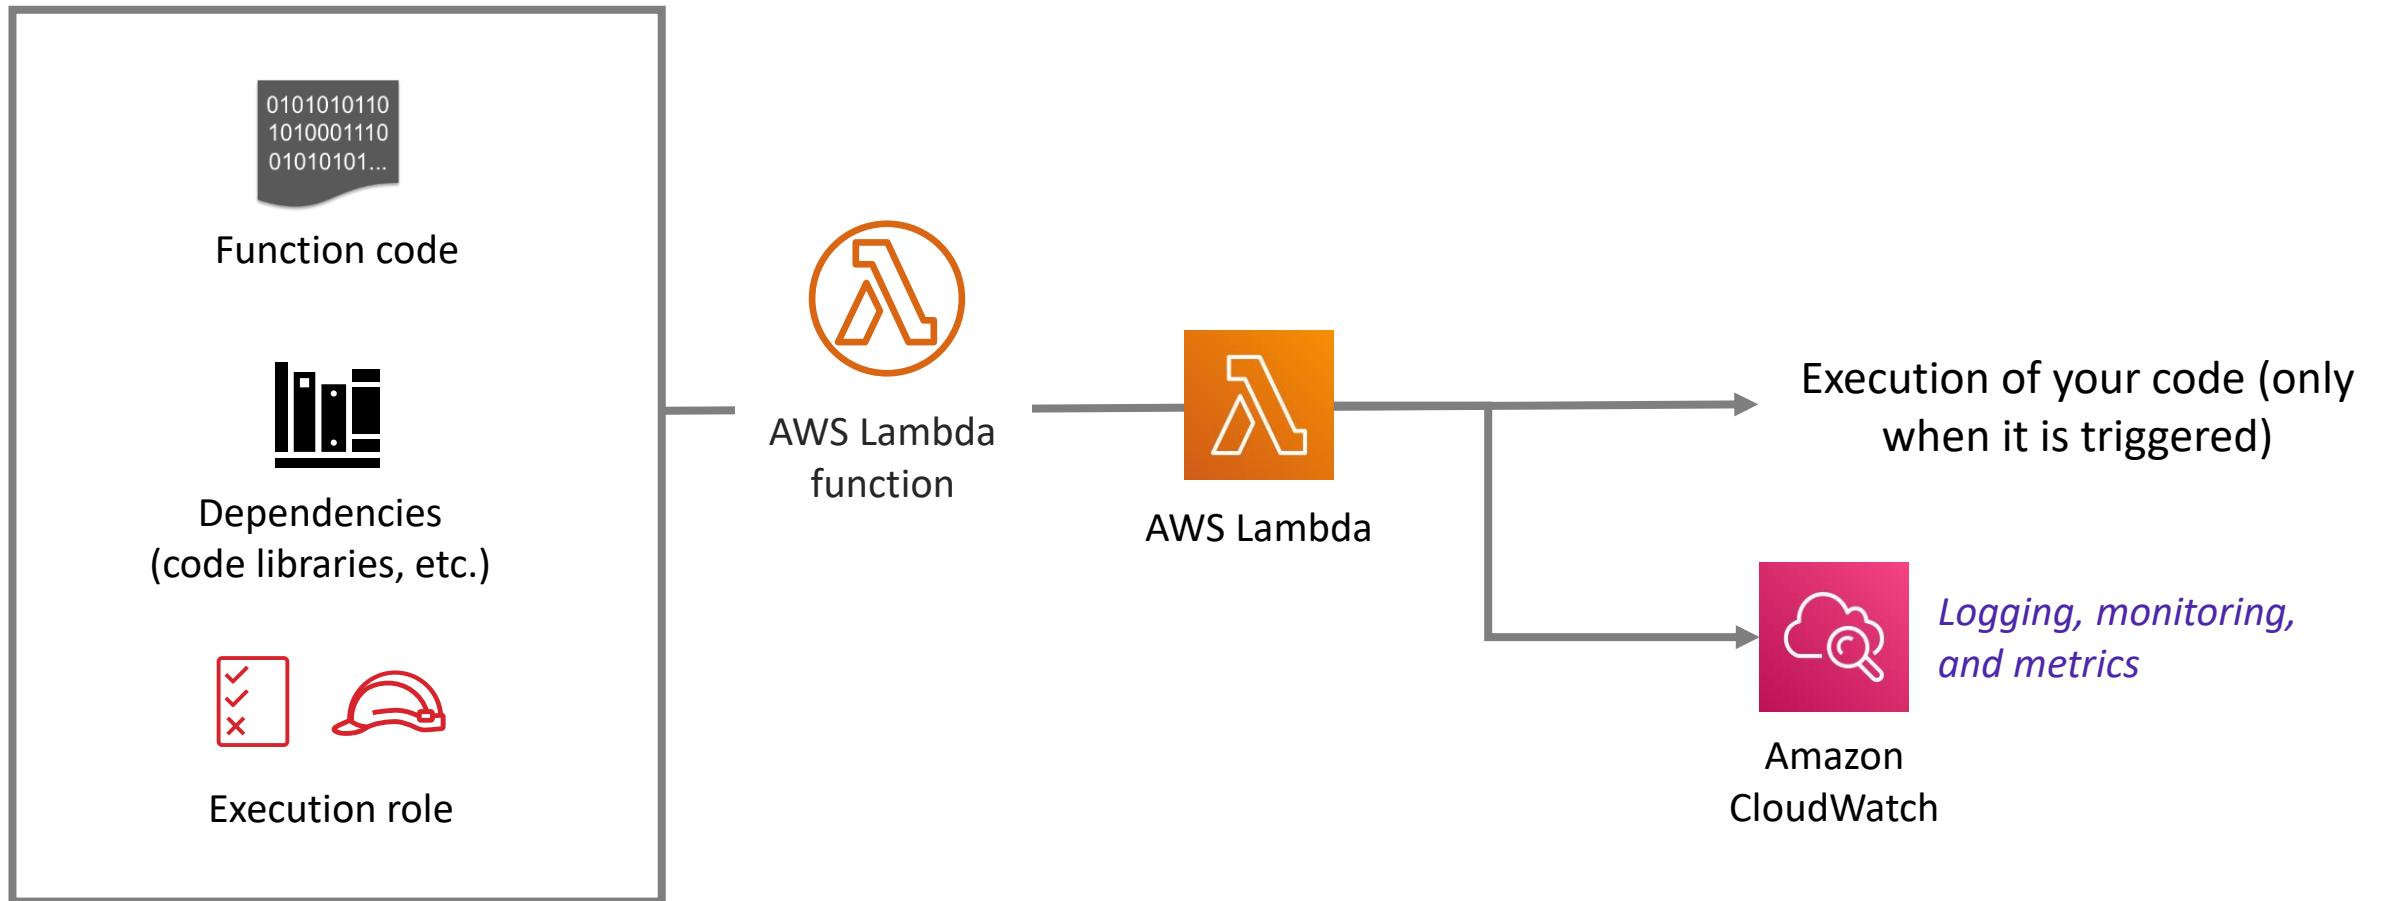 0101010110
1010001110
01010101...
Function code
Dependencies
(code libraries, etc.)
Execution role
AWS Lambda
function
AWS Lambda
Execution of your code (only
when it is triggered)
Logging, monitoring,
and metrics
Amazon
CloudWatch